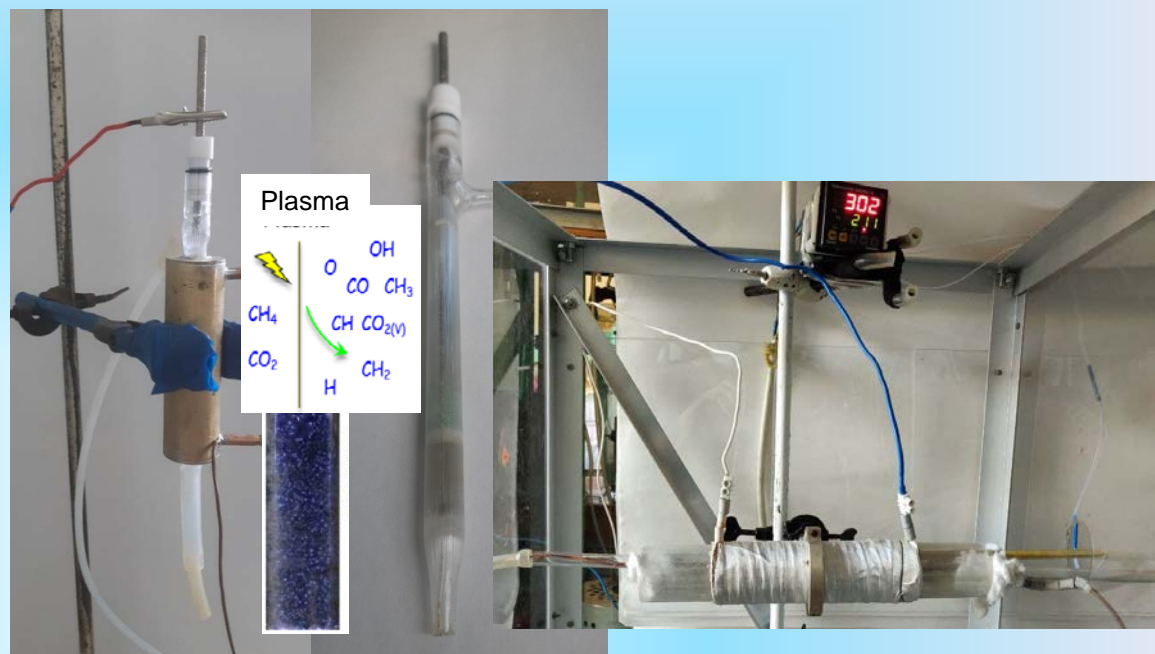 Plasma
OH
O
CO CH₃
CH₄
CH CO₂(V)
CO₂
CH₂
H
302
211